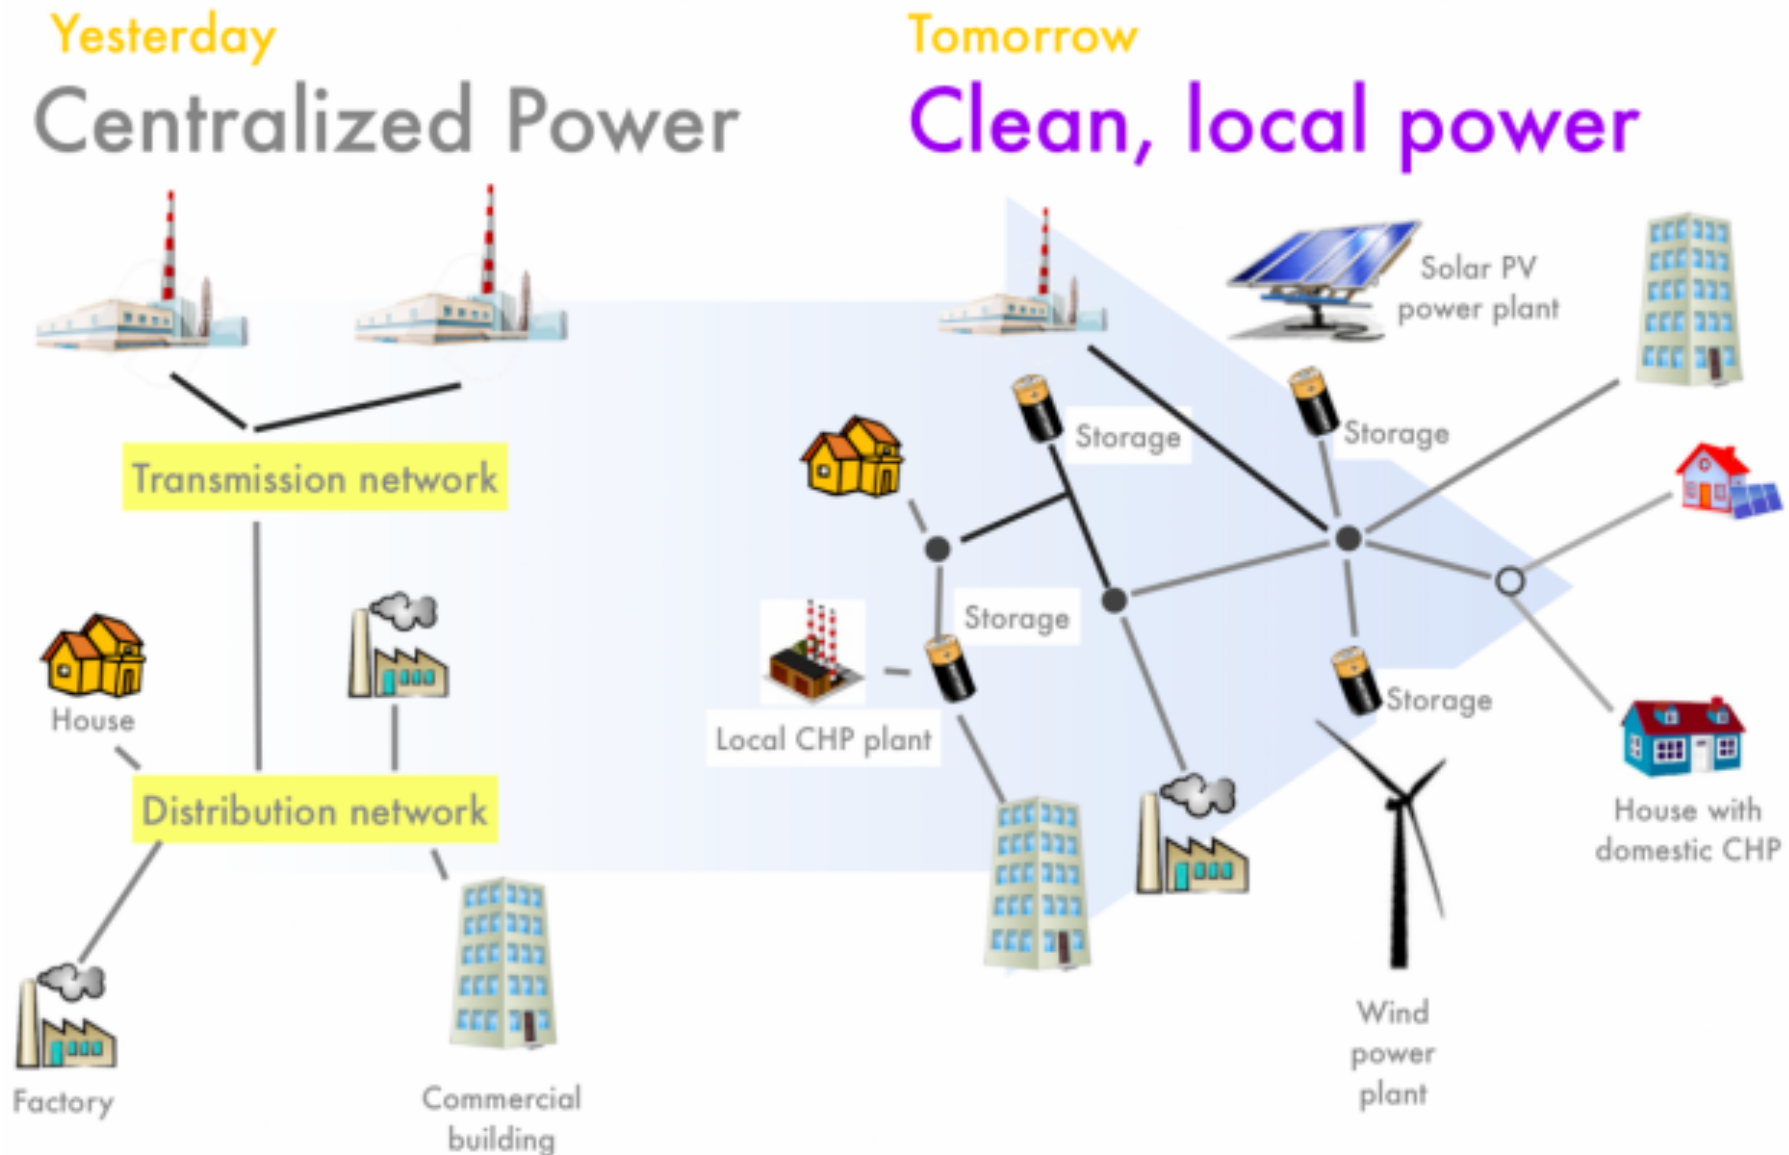 Yesterday
Centralized Power
Transmission network
House
Distribution network
Factory
Commercial
building
Tomorrow
Clean, local power
Solar PV
power plant
Storage
Storage
Storage
Local CHP plant
Storage
House with
domestic CHP
Wind
power
plant